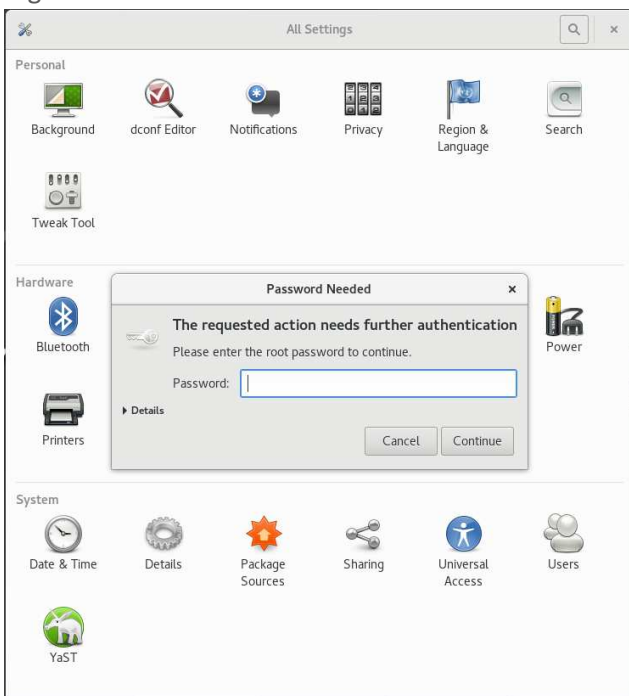 All Settings
Personal
Background
dconf Editor
Notifications
Privacy
Region &
Language
Search
Tweak Tool
Hardware
Bluetooth
Power
Printers
Password Needed
The requested action needs further authentication
Please enter the root password to continue.
Password:
Details
Cancel
Continue
System
Date & Time
Details
Package
Sources
Sharing
Universal
Access
Users
YaST